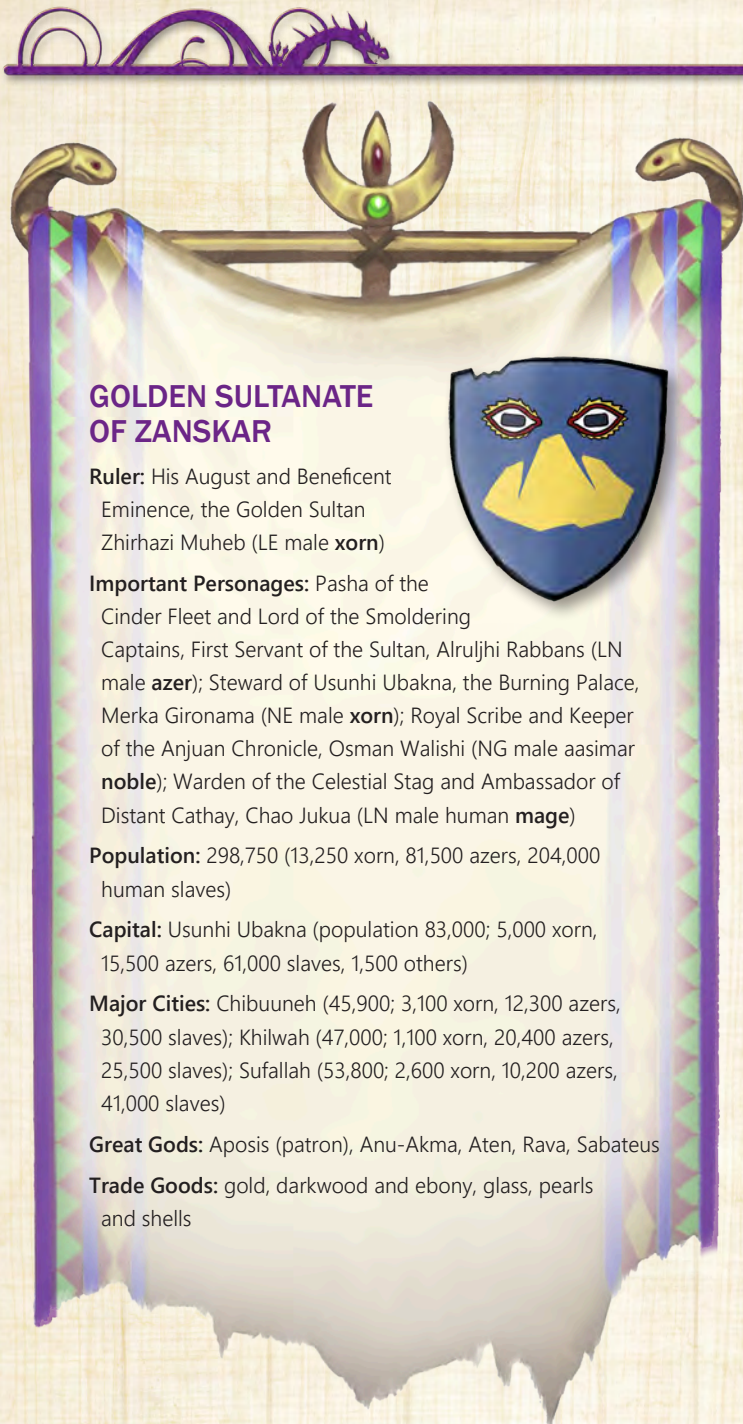 GOLDEN SULTANATE
OF ZANSKAR
Ruler: His August and Beneficent
Eminence, the Golden Sultan
Zhirhazi Muheb (LE male xorn)
Important Personages: Pasha of the
Cinder Fleet and Lord of the Smoldering
Captains, First Servant of the Sultan, Alruljhi Rabbans (LN
male azer); Steward of Usunhi Ubakna, the Burning Palace,
Merka Gironama (NE male xorn); Royal Scribe and Keeper
of the Anjuan Chronicle, Osman Walishi (NG male aasimar
noble); Warden of the Celestial Stag and Ambassador of
Distant Cathay, Chao Jukua (LN male human mage)
Population: 298,750 (13,250 xorn, 81,500 azers, 204,000
human slaves)
Capital: Usunhi Ubakna (population 83,000; 5,000 xorn,
15,500 azers, 61,000 slaves, 1,500 others)
Major Cities: Chibuuneh (45,900; 3,100 xorn, 12,300 azers,
30,500 slaves); Khilwah (47,000; 1,100 xorn, 20,400 azers,
25,500 slaves); Sufallah (53,800; 2,600 xorn, 10,200 azers,
41,000 slaves)
Great Gods: Aposis (patron), Anu-Akma, Aten, Rava, Sabateus
Trade Goods: gold, darkwood and ebony, glass, pearls
and shells